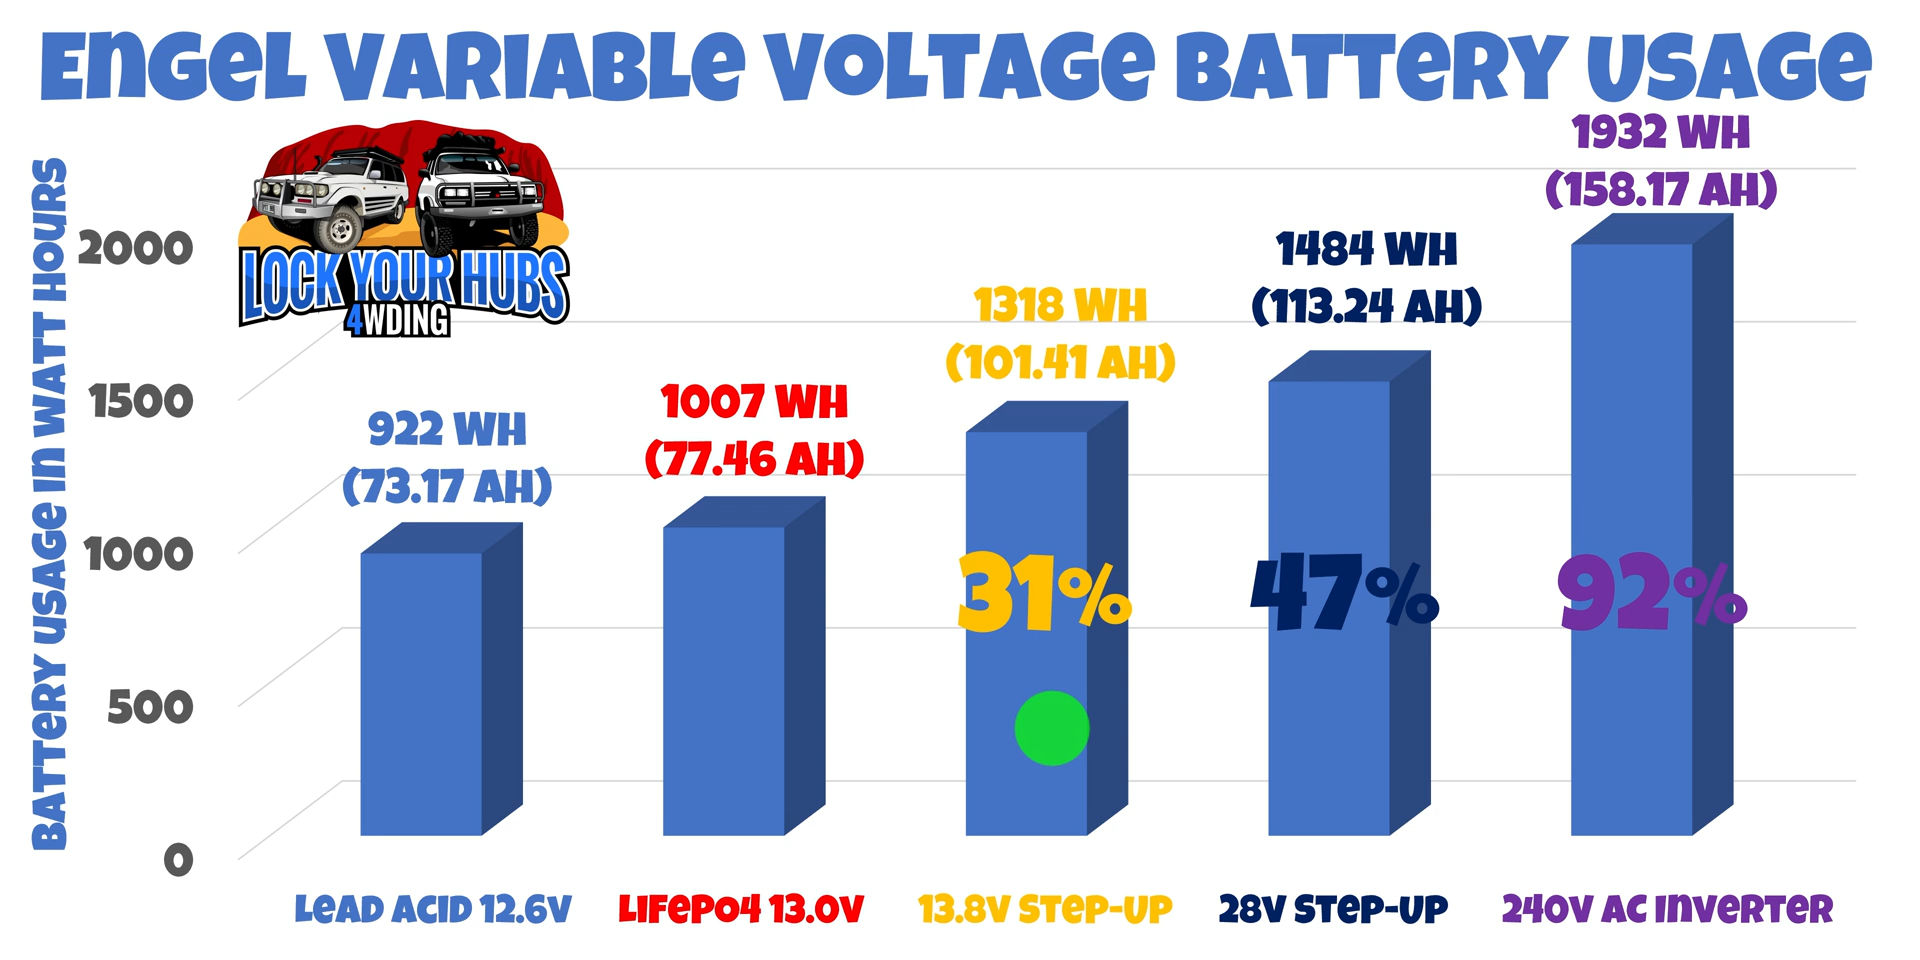 Engel Variable Voltage Battery Usage
Battery Usage in Watt Hours
2000
1500
1000
500
0
LOCK YOUR HUBS
4WDING
922 WH
(73.17 AH)
1007 WH
(77.46 AH)
1318 WH
(101.41 AH)
1484 WH
(113.24 AH)
1932 WH
(158.17 AH)
31%
47%
92%
Lead Acid 12.6V
LiFePO4 13.0V
13.8V Step-Up
28V Step-Up
240V AC Inverter